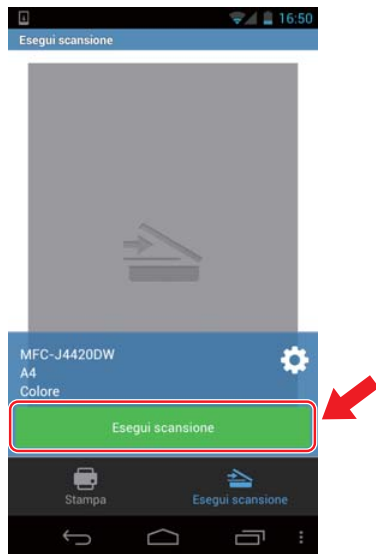 16:50
Esegui scansione
MFC-J4420DW
A4
Colore
Esegui scansione
Stampa
Esegui scansione